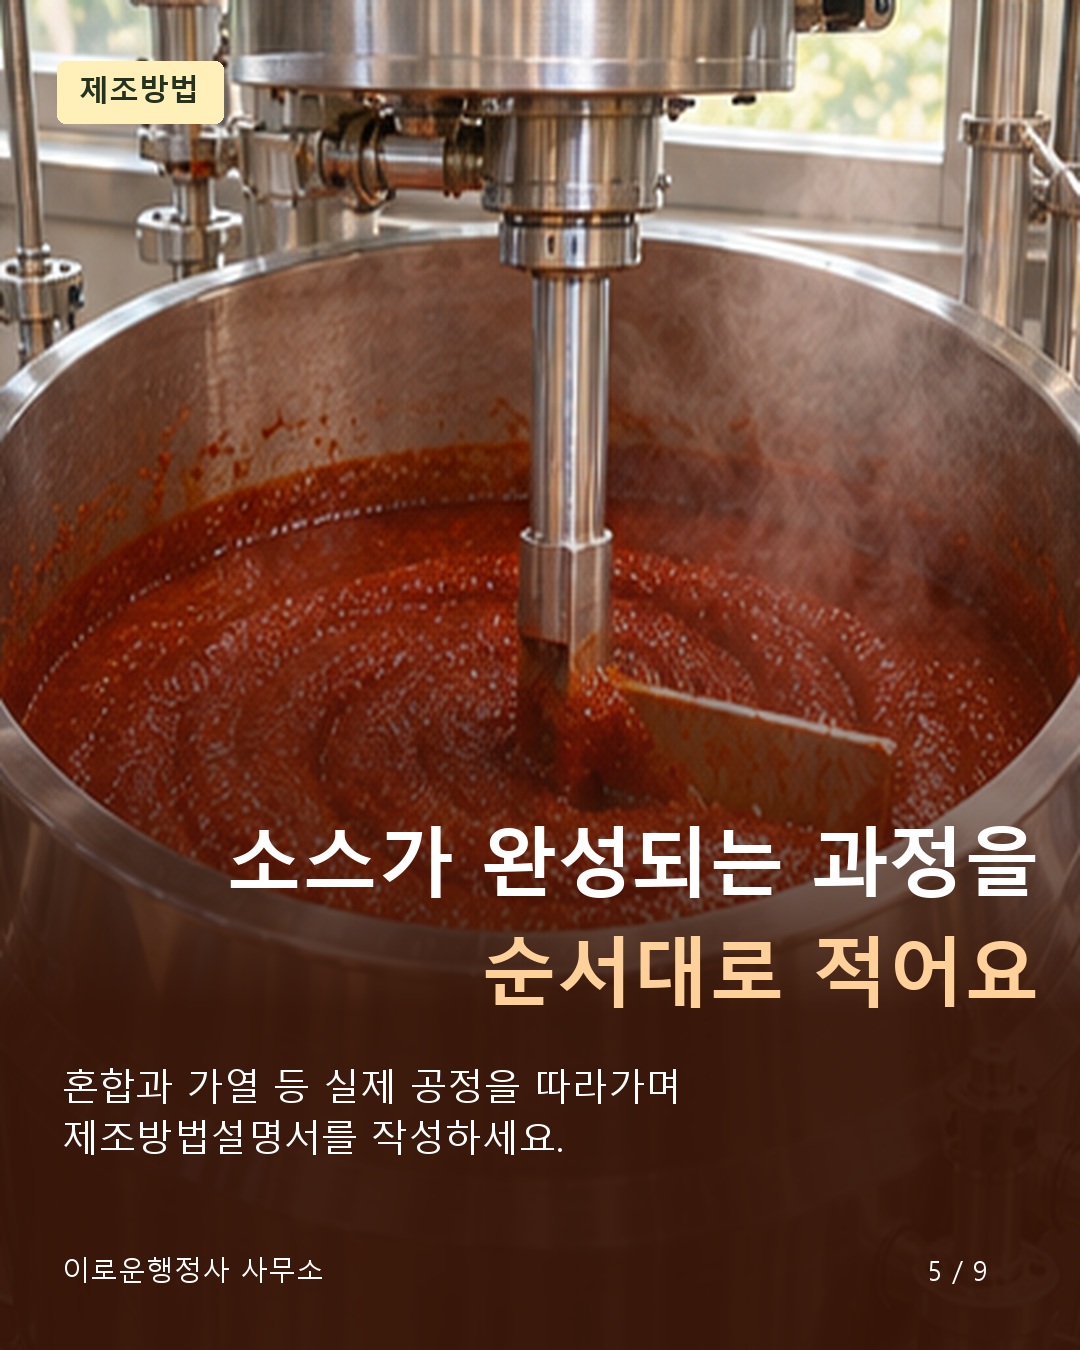 제조방법
소스가 완성되는 과정을
순서대로 적어요
혼합과 가열 등 실제 공정을 따라가며
제조방법설명서를 작성하세요.
이로운행정사 사무소
5 / 9